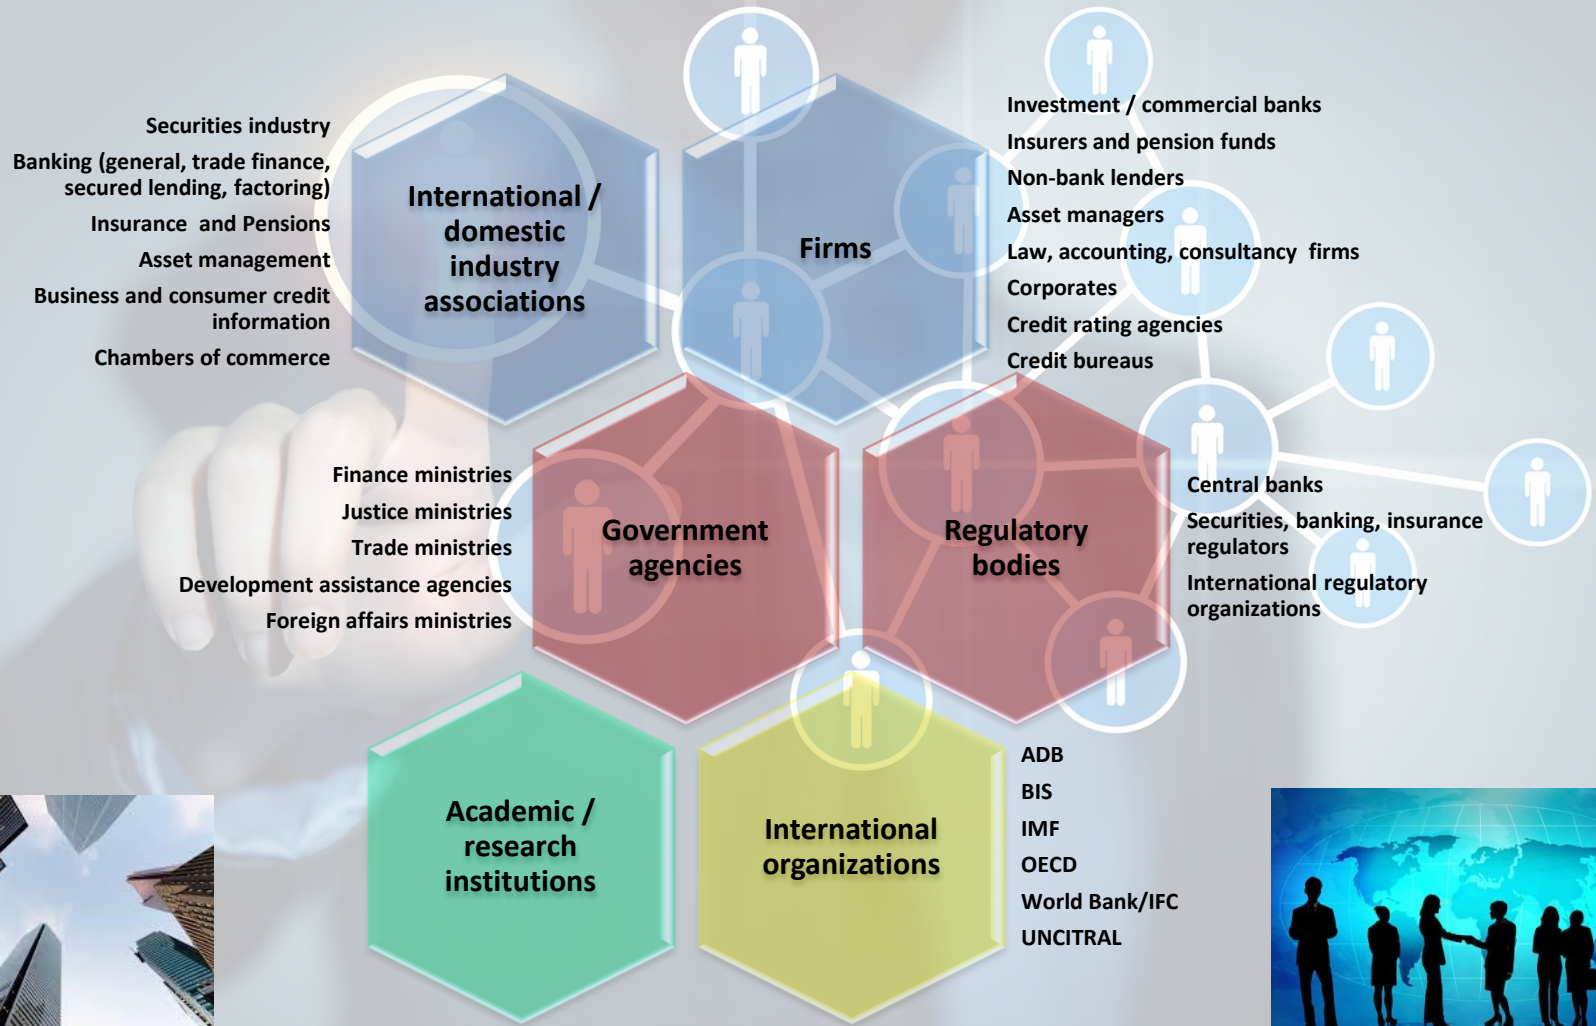 Securities industry
Banking (general, trade finance,
secured lending, factoring)
Insurance and Pensions
Asset management
Business and consumer credit
information
Chambers of commerce
International /
domestic
industry
associations
Firms
Investment / commercial banks
Insurers and pension funds
Non-bank lenders
Asset managers
Law, accounting, consultancy firms
Corporates
Credit rating agencies
Credit bureaus
Finance ministries
Justice ministries
Trade ministries
Development assistance agencies
Foreign affairs ministries
Government
agencies
Regulatory
bodies
Central banks
Securities, banking, insurance
regulators
International regulatory
organizations
Academic /
research
institutions
International
organizations
ADB
BIS
IMF
OECD
World Bank/IFC
UNCITRAL